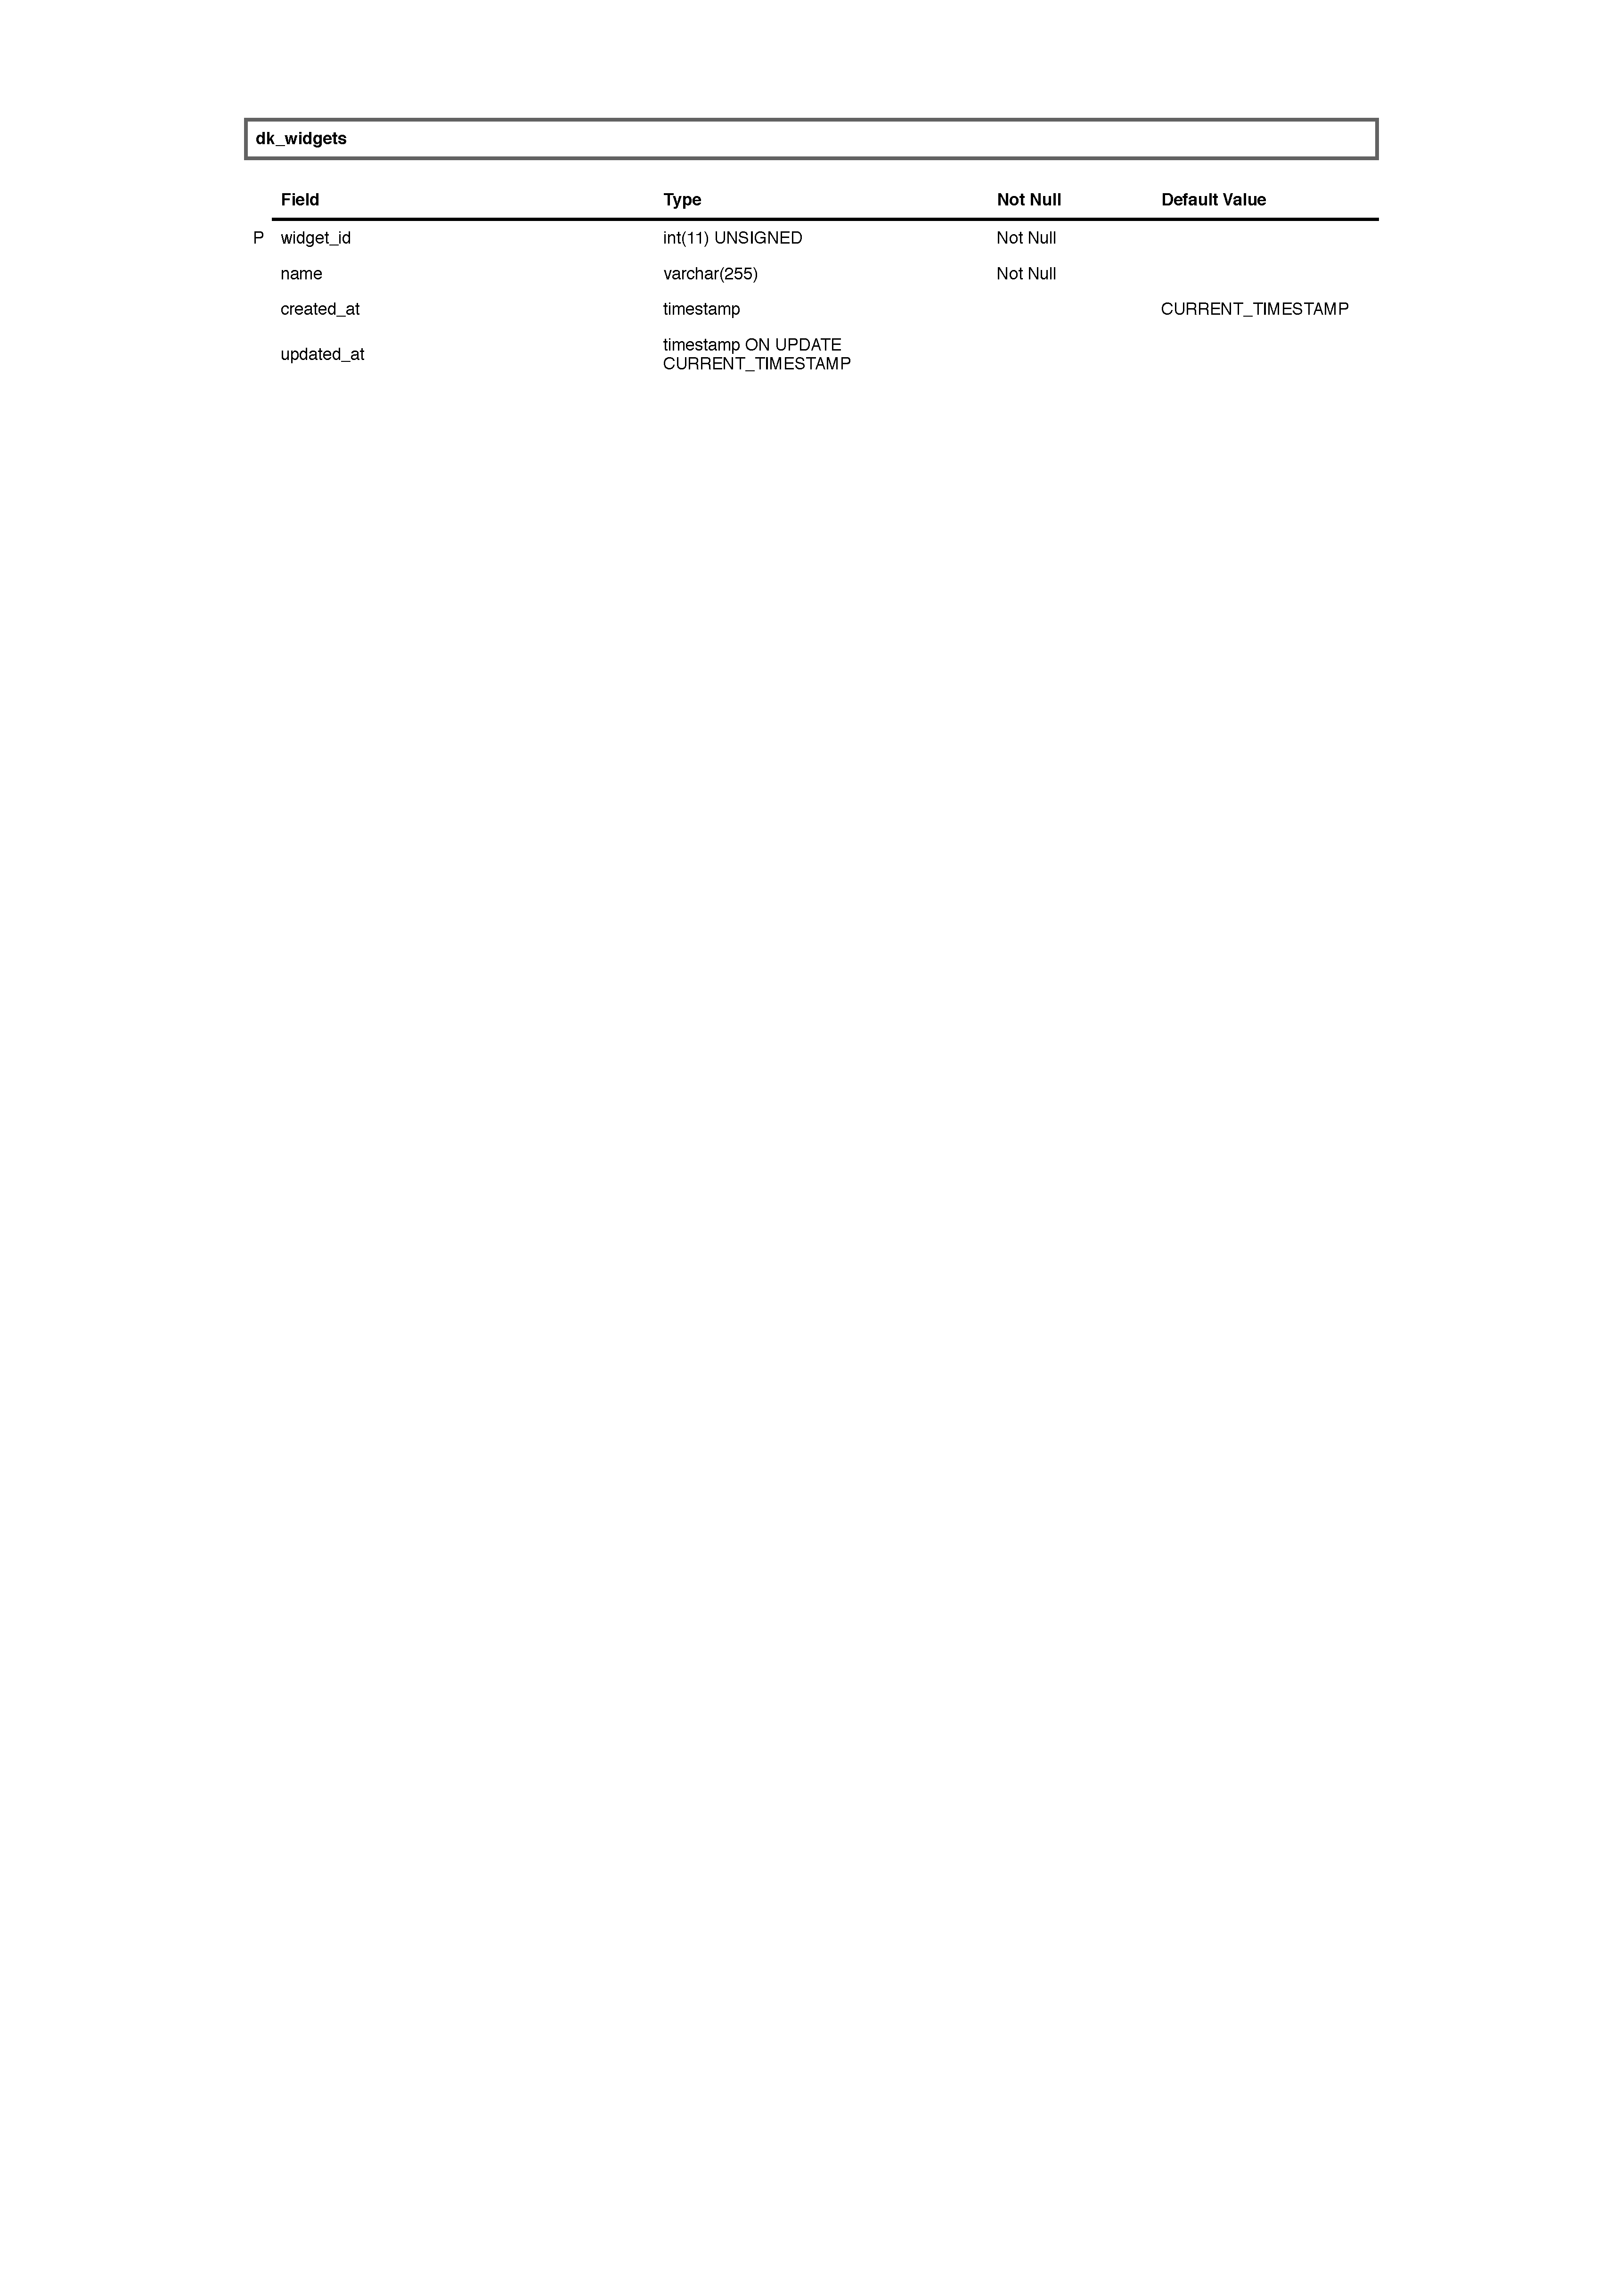 dk_widgets
Field Type Not Null Default Value
P widget_id int(11) UNSIGNED Not Null
name varchar(255) Not Null
created_at timestamp CURRENT_TIMESTAMP
updated_at timestamp ON UPDATE
CURRENT_TIMESTAMP